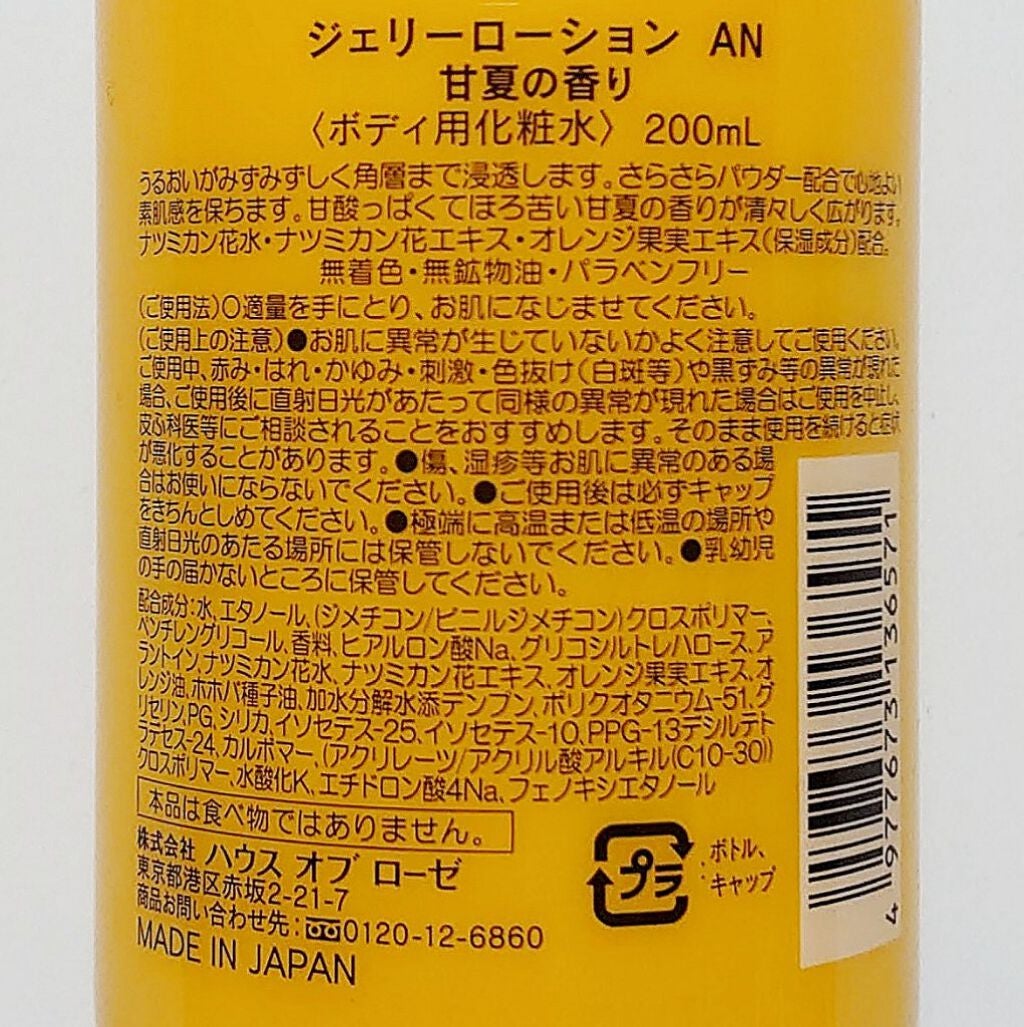 ジェリーローション AN
甘夏の香り
〈ボディ用化粧水〉 200mL
うるおいがみずみずしく角層まで浸透します。さらさらパウダー配合で心地よい
素肌感を保ちます。甘酸っぱくてほろ苦い甘夏の香りが清々しく広がります。
ナツミカン花水・ナツミカン花エキス・オレンジ果実エキス(保湿成分)配合。
無着色・無鉱物油・パラベンフリー
(ご使用法)○適量を手にとり、お肌になじませてください。
(ご使用上の注意)●お肌に異常が生じていないかよく注意してご使用ください。
ご使用中、赤み・はれ・かゆみ・刺激・色抜け(白斑等)や黒ずみ等の異常が現れた
場合、ご使用後に直射日光があたって同様の異常が現れた場合はご使用を中止し、
皮ふ科医等にご相談されることをおすすめします。そのまま使用を続けると症状
が悪化することがあります。●傷、湿疹等お肌に異常のある場
合はお使いにならないでください。●ご使用後は必ずキャップ
をきちんとしめてください。●極端に高温または低温の場所や
直射日光のあたる場所には保管しないでください。●乳幼児
の手の届かないところに保管してください。
配合成分:水、エタノール、(ジメチコン/ビニルジメチコン)クロスポリマー、
ペンチレングリコール、香料、ヒアルロン酸Na、グリコシルトレハロース、ア
ラントイン、ナツミカン花水、ナツミカン花エキス、オレンジ果実エキス、オ
レンジ油、ホホバ種子油、加水分解水添デンプン、ポリクオタニウム-51、グ
リセリン、PG、シリカ、イソセテス-25、イソセテス-10、PPG-13デシルテト
ラデセス-24、カルボマー、(アクリレーツ/アクリル酸アルキル(C10-30))
クロスポリマー、水酸化K、エチドロン酸4Na、フェノキシエタノール
本品は食べ物ではありません。
株式会社 ハウス オブ ローゼ
東京都港区赤坂2-21-7
商品お問い合わせ先:0120-12-6860
MADE IN JAPAN
プラ
ボトル、
キャップ
4967673139571